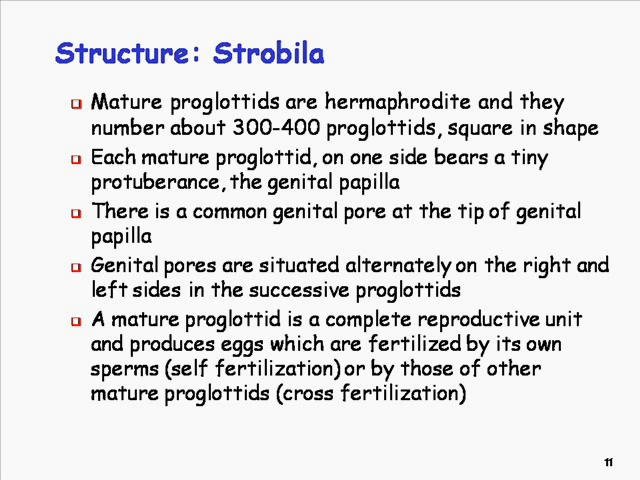 Structure: Strobila
Mature proglottids are hermaphrodite and they
number about 300-400 proglottids, square in shape
Each mature proglottid, on one side bears a tiny
protuberance, the genital papilla
There is a common genital pore at the tip of genital
papilla
Genital pores are situated alternately on the right and
left sides in the successive proglottids
A mature proglottid is a complete reproductive unit
and produces eggs which are fertilized by its own
sperms (self fertilization) or by those of other
mature proglottids (cross fertilization)
11